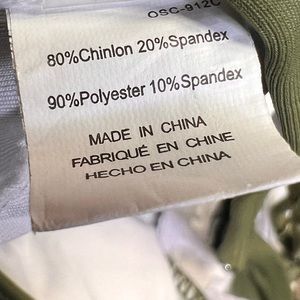 OSC-912C
80%Chinlon 20%Spandex
90%Polyester 10%Spandex
MADE IN CHINA
FABRIQUÉ EN CHINE
HECHO EN CHINA